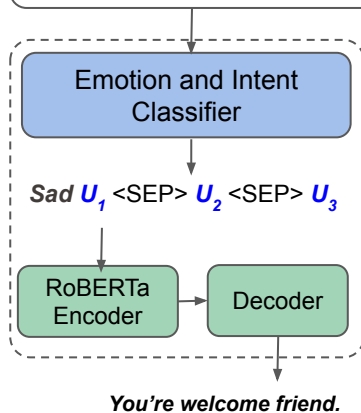 Emotion and Intent
Classifier
Sad U1 <SEP> U2 <SEP> U3
RoBERTa
Encoder
Decoder
You're welcome friend.